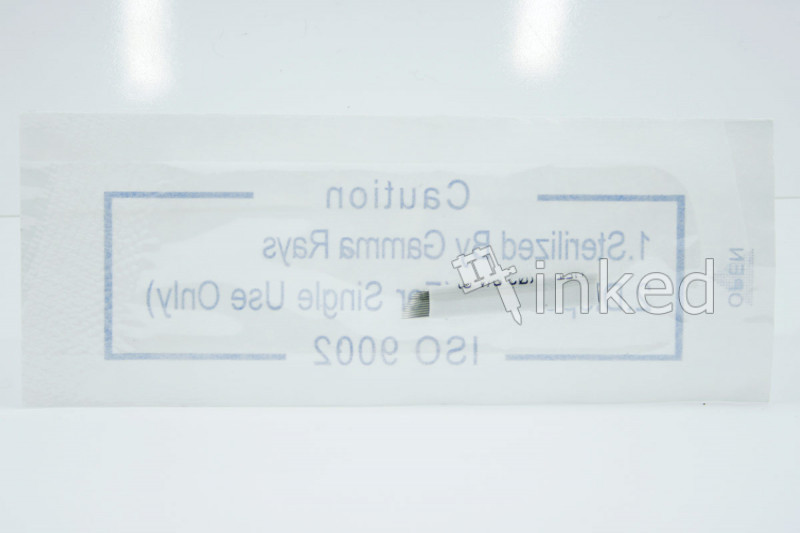 Caution
1.Sterilized By Gamma Rays
r Single Use Only)
ISO 9002
OPEN
inked